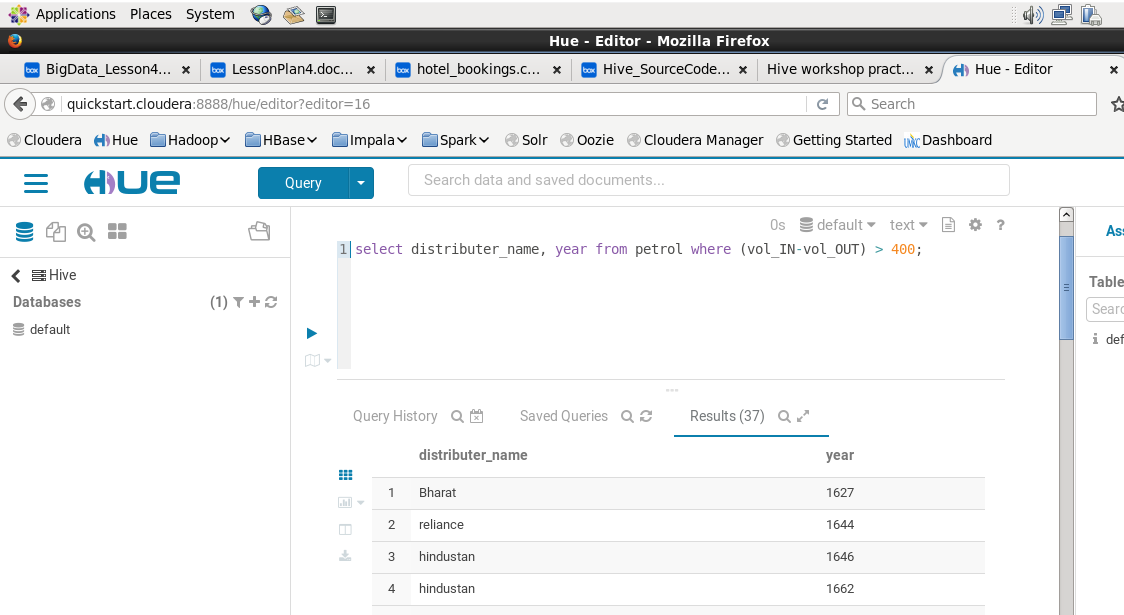 Applications Places System
Hue - Editor - Mozilla Firefox
box BigData_Lesson4... × box LessonPlan4.doc... × box hotel_bookings.c... × box Hive_SourceCode... × Hive workshop pract... × Hue - Editor ×
quickstart.cloudera:8888/hue/editor?editor=16 Search
Cloudera Hue Hadoop HBase Impala Spark Solr Oozie Cloudera Manager Getting Started UMKC Dashboard
HUE Query Search data and saved documents...
0s default text ?
Ass
1 select distributer_name, year from petrol where (vol_IN-vol_OUT) > 400;
Hive
Table
Databases (1)
Searc
default
i def
Query History Saved Queries Results (37)
distributer_name year
1 Bharat 1627
2 reliance 1644
3 hindustan 1646
4 hindustan 1662